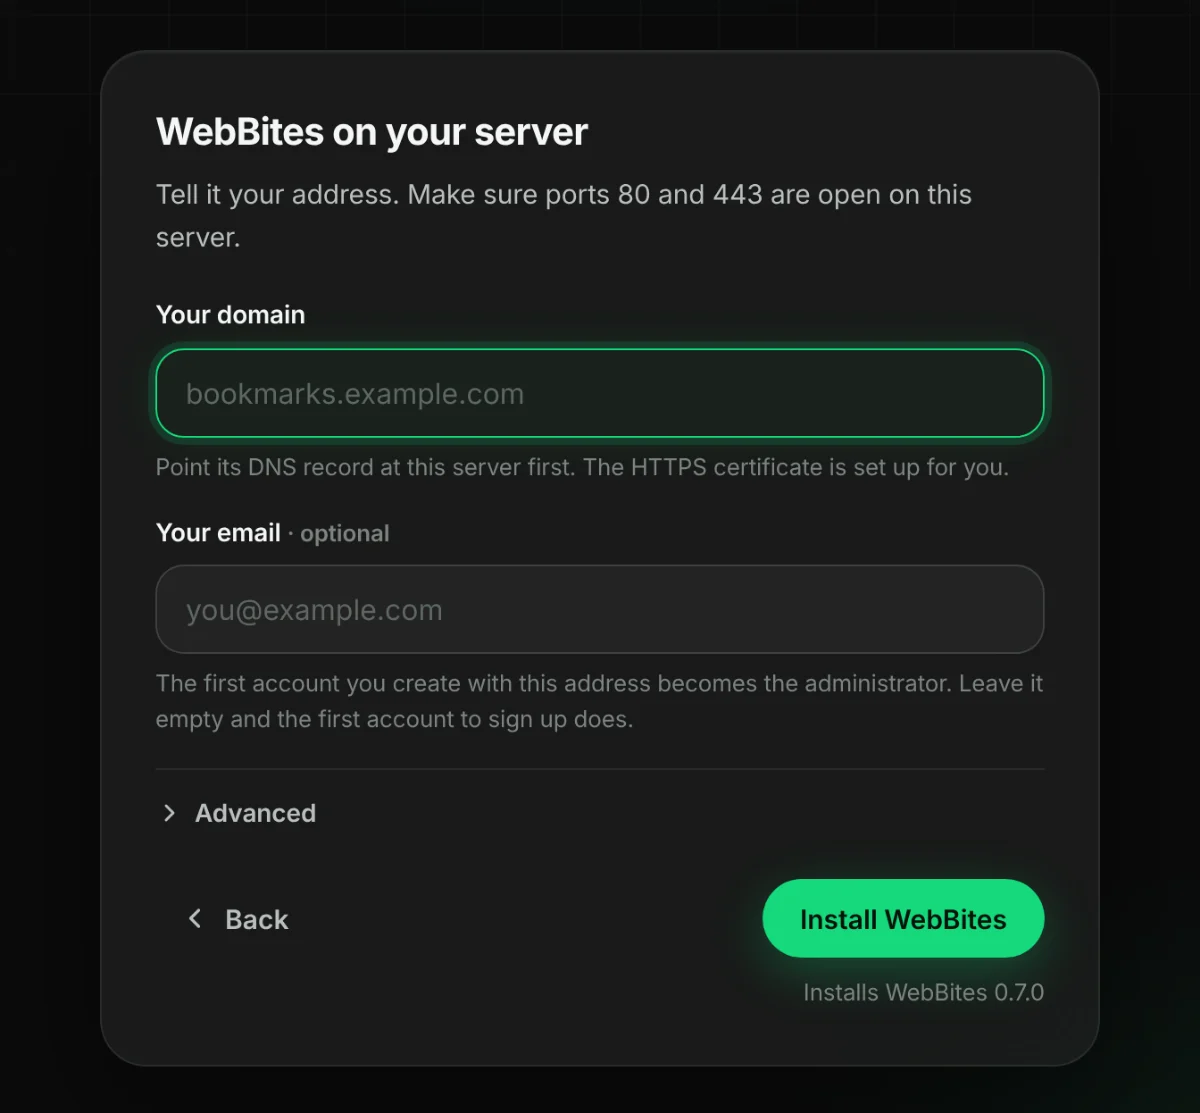 WebBites on your server
Tell it your address. Make sure ports 80 and 443 are open on this
server.
Your domain
bookmarks.example.com
Point its DNS record at this server first. The HTTPS certificate is set up for you.
Your email · optional
you@example.com
The first account you create with this address becomes the administrator. Leave it
empty and the first account to sign up does.
Advanced
Back
Install WebBites
Installs WebBites 0.7.0